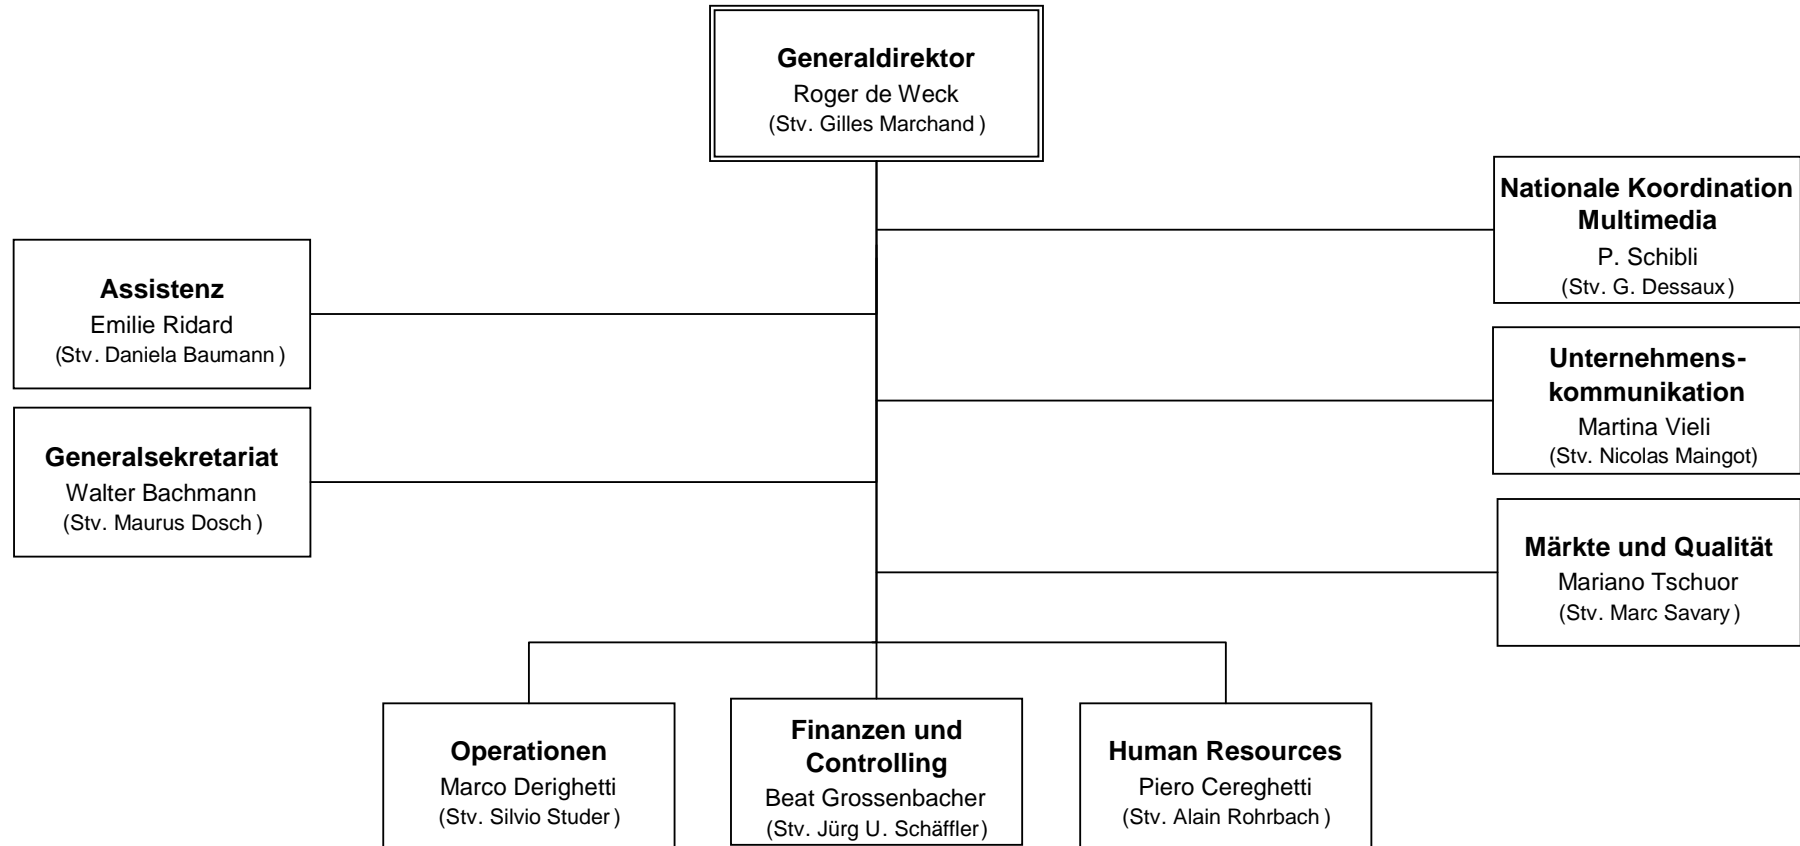 Generaldirektor
Roger de Weck
(Stv. Gilles Marchand)
Nationale Koordination
Multimedia
P. Schibli
(Stv. G. Dessaux)
Assistenz
Emilie Ridard
(Stv. Daniela Baumann)
Unternehmens-
kommunikation
Martina Vieli
(Stv. Nicolas Maingot)
Generalsekretariat
Walter Bachmann
(Stv. Maurus Dosch)
Märkte und Qualität
Mariano Tschuor
(Stv. Marc Savary)
Operationen
Marco Derighetti
(Stv. Silvio Studer)
Finanzen und
Controlling
Beat Grossenbacher
(Stv. Jürg U. Schäffler)
Human Resources
Piero Cereghetti
(Stv. Alain Rohrbach)